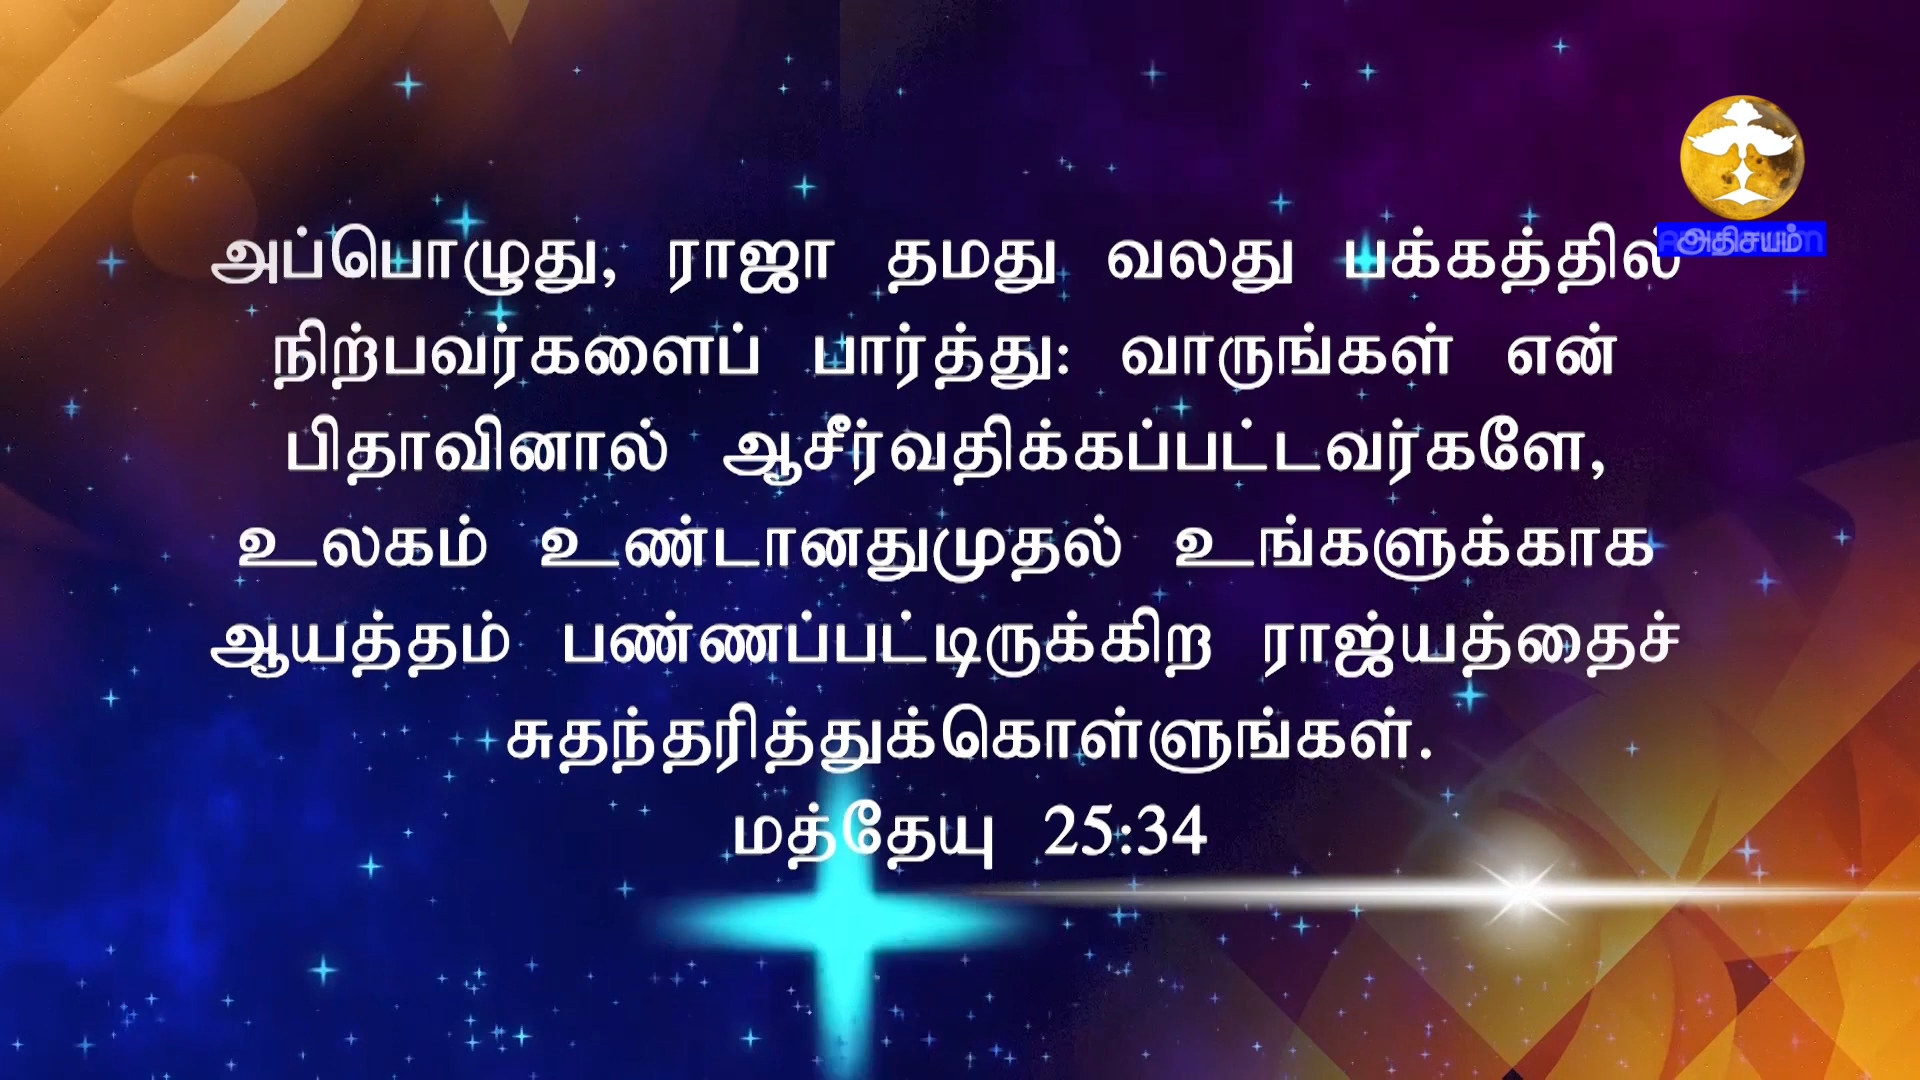 அப்பொழுது, ராஜா தமது வலது பக்கத்தில்
நிற்பவர்களைப் பார்த்து: வாருங்கள் என்
பிதாவினால் ஆசீர்வதிக்கப்பட்டவர்களே,
உலகம் உண்டானதுமுதல் உங்களுக்காக
ஆயத்தம் பண்ணப்பட்டிருக்கிற ராஜ்யத்தைச்
சுதந்தரித்துக்கொள்ளுங்கள்.
மத்தேயு 25:34
அதிசயம்